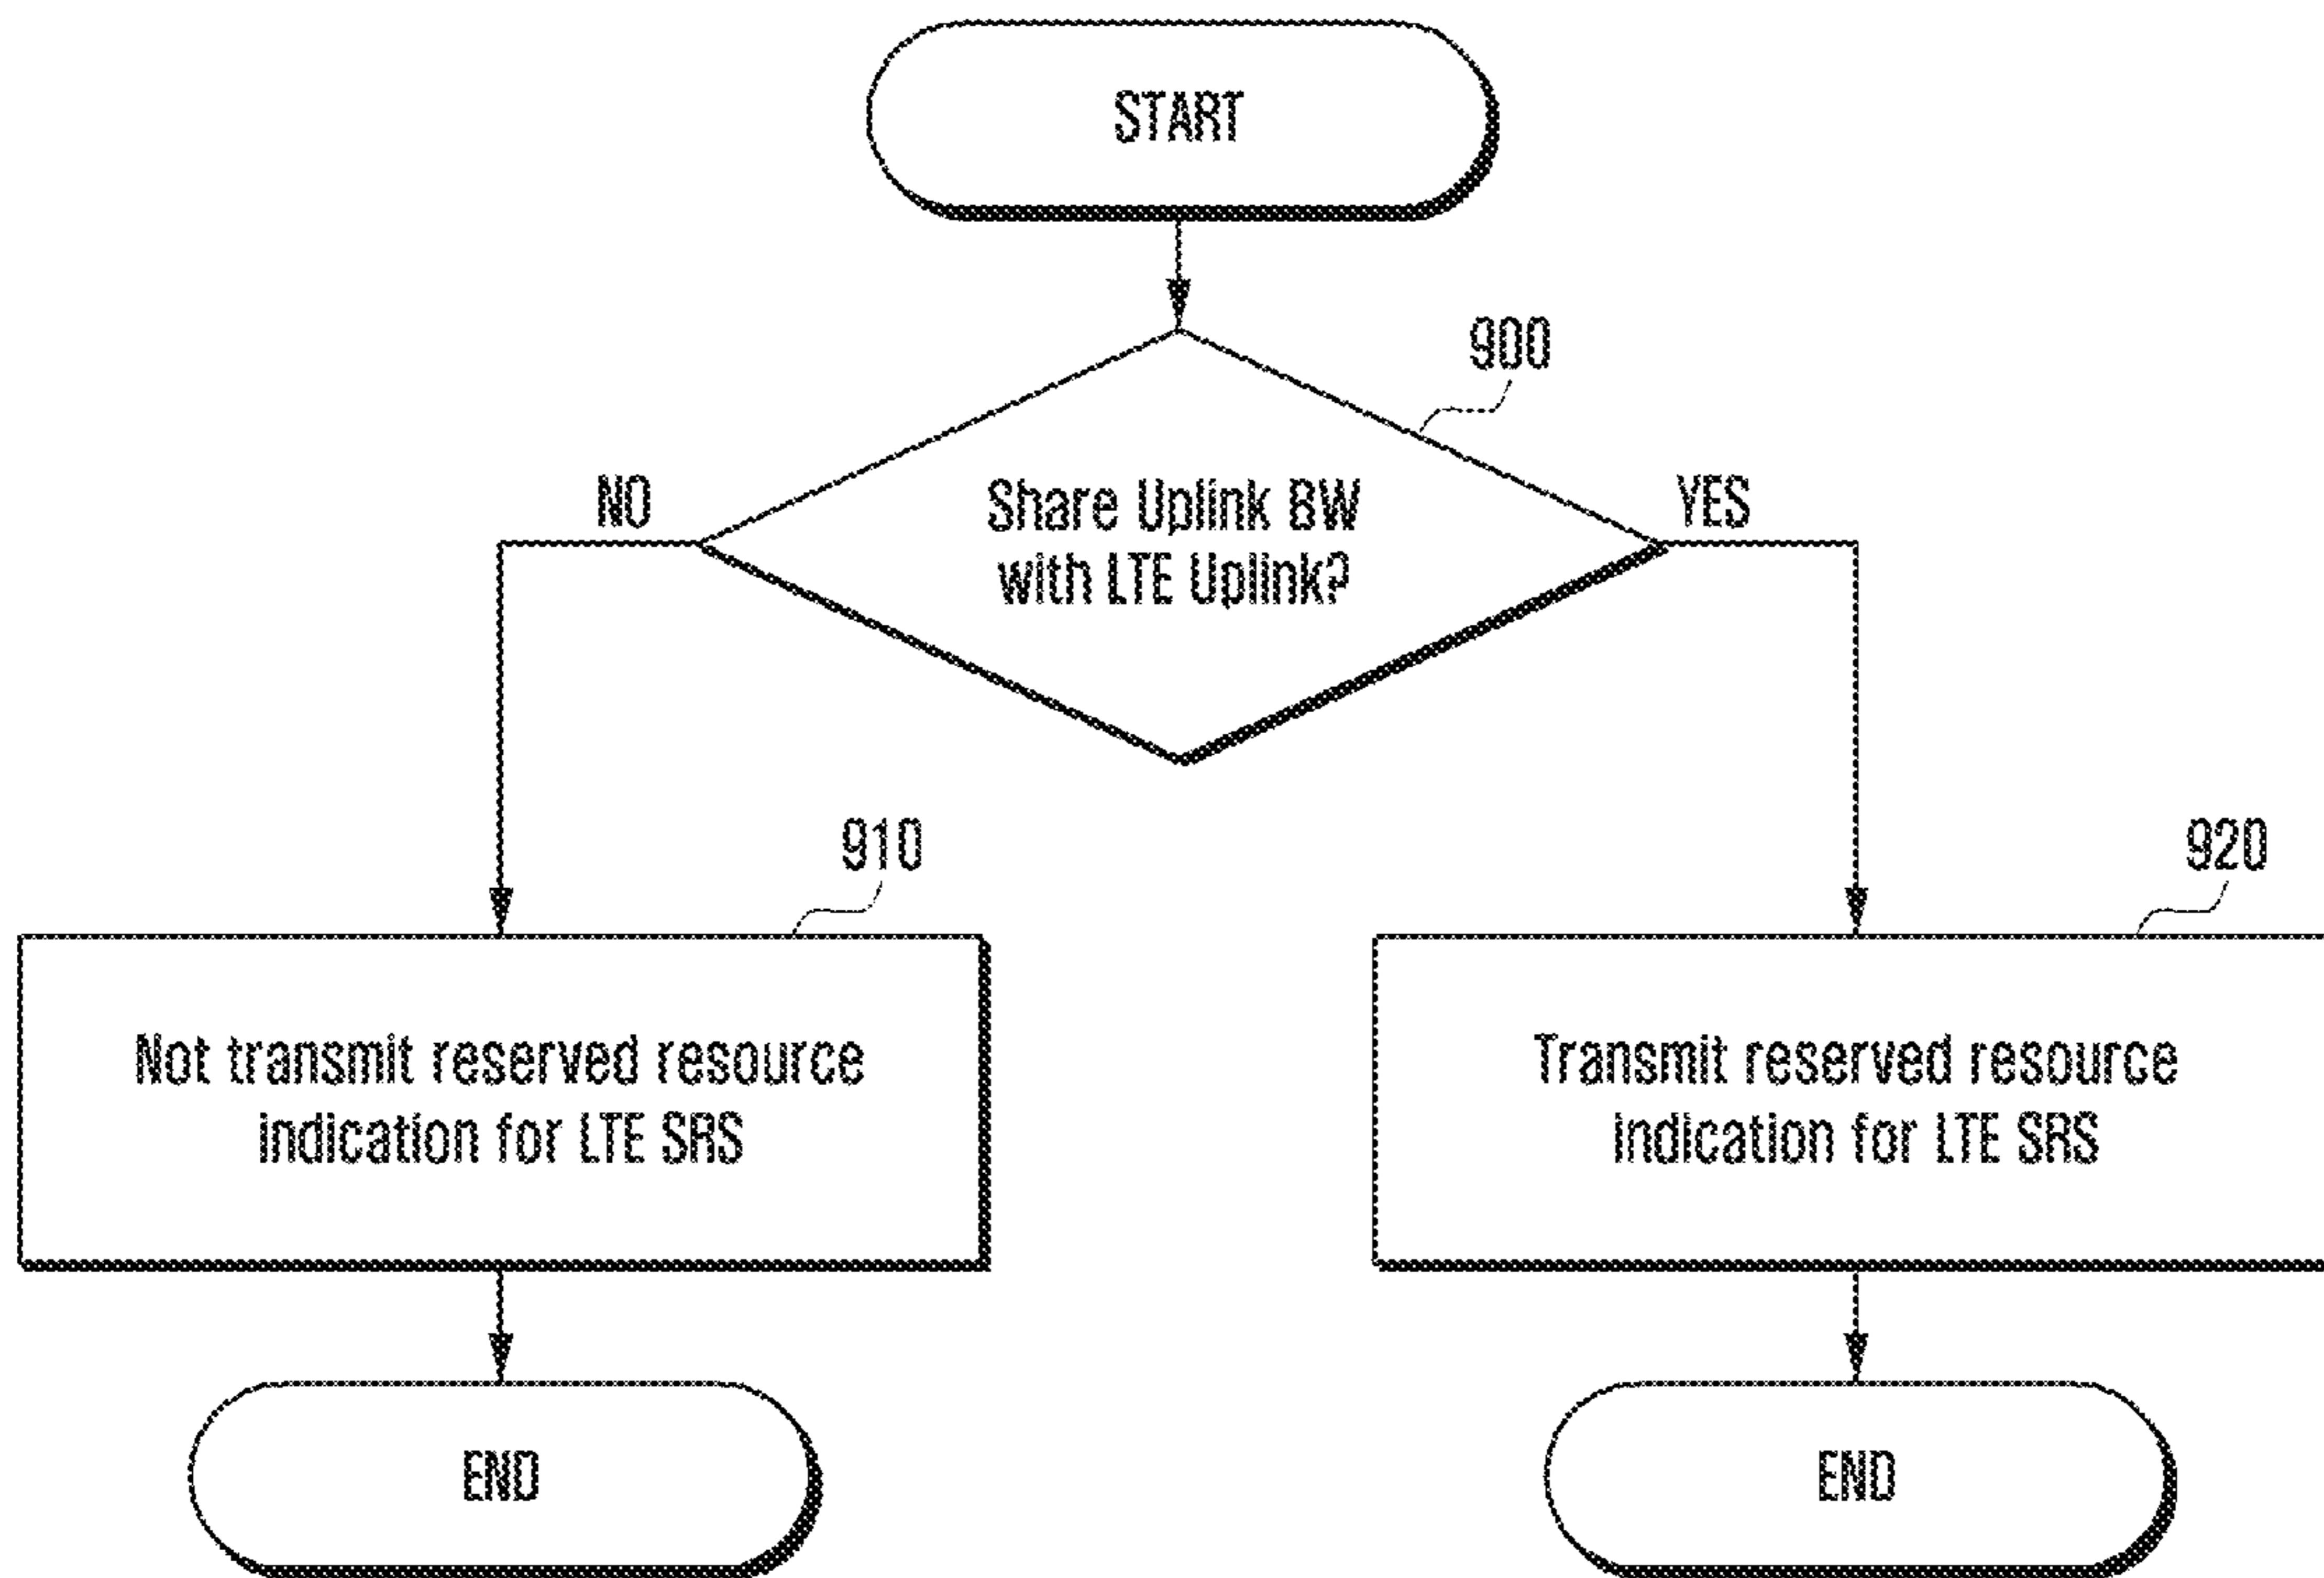 START
900
NO
YES
Share Uplink BW
with LTE Uplink?
910
920
Not transmit reserved resource
indication for LTE SRS
Transmit reserved resource
indication for LTE SRS
END
END